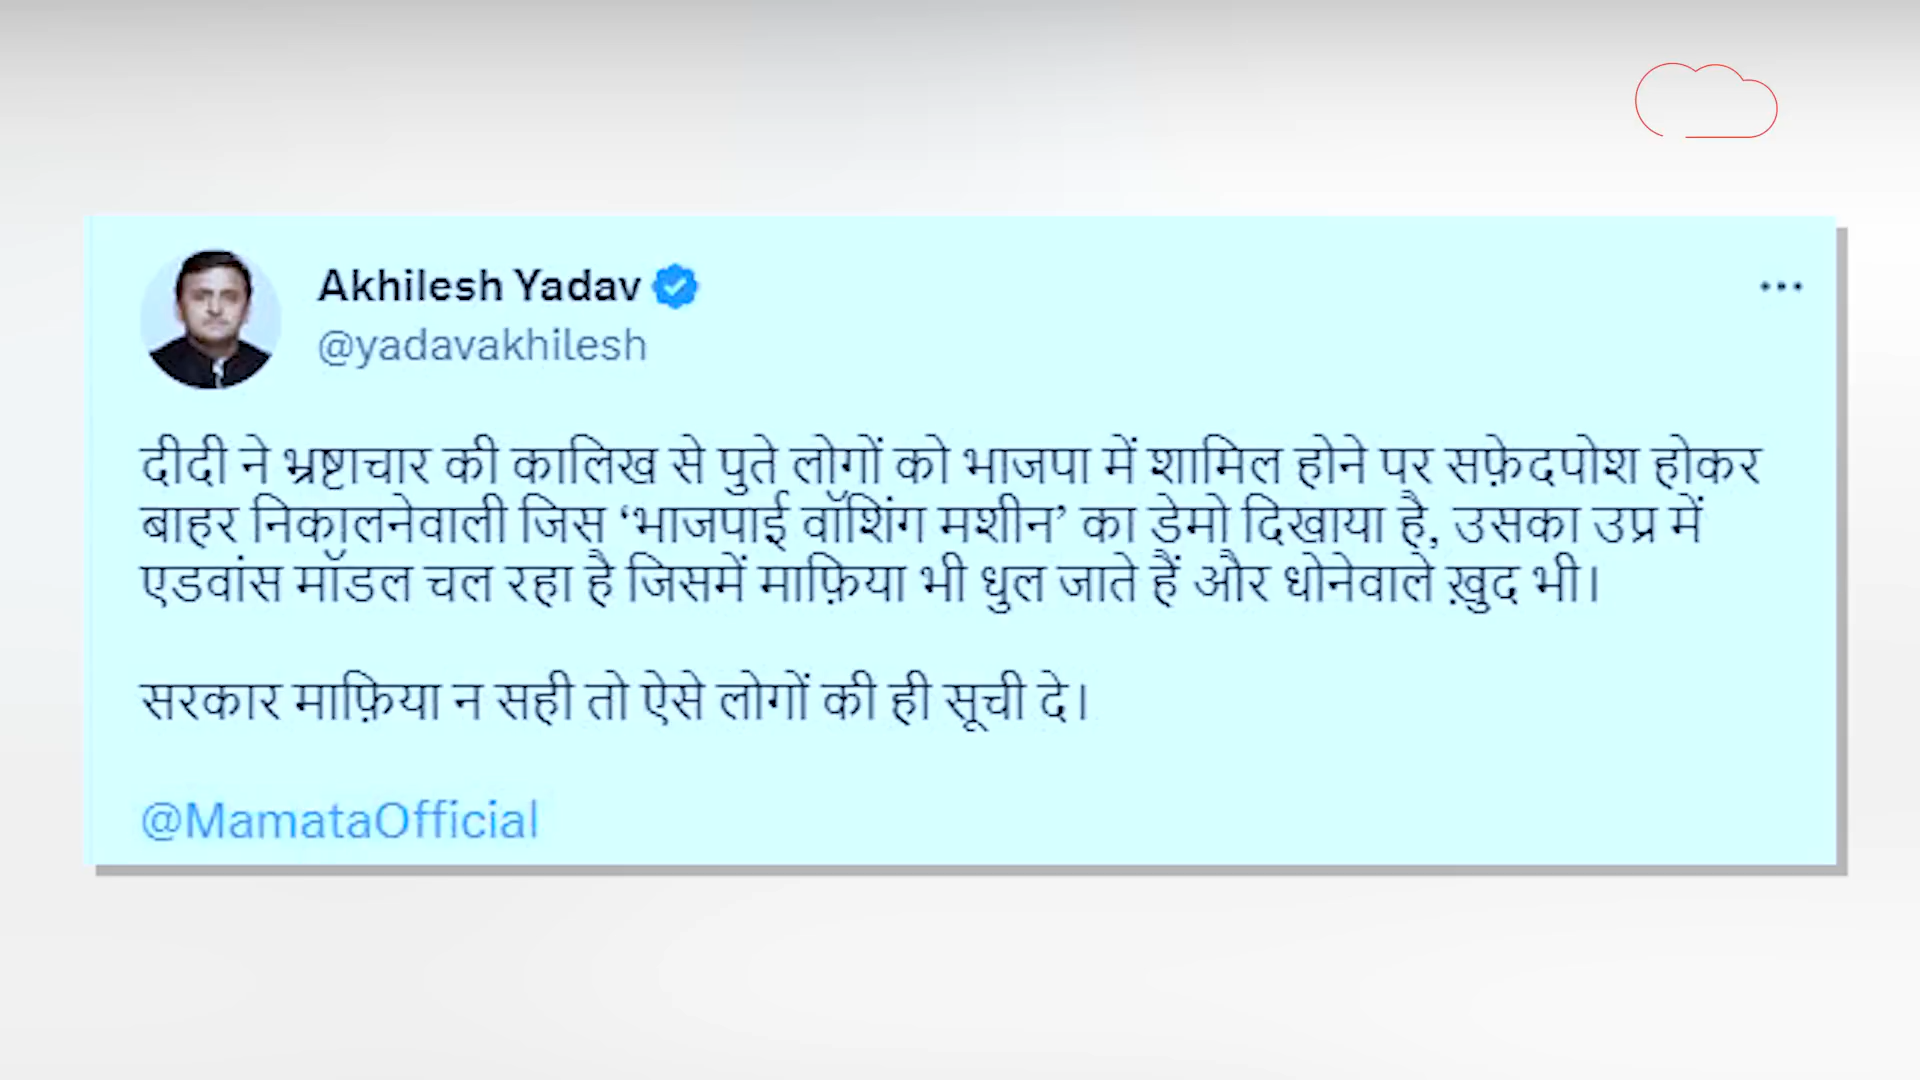 Akhilesh Yadav
@yadavakhilesh
दीदी ने भ्रष्टाचार की कालिख से पुते लोगों को भाजपा में शामिल होने पर सफ़ेदपोश होकर
बाहर निकालनेवाली जिस ‘भाजपाई वॉशिंग मशीन’ का डेमो दिखाया है, उसका उप्र में
एडवांस मॉडल चल रहा है जिसमें माफ़िया भी धुल जाते हैं और धोनेवाले ख़ुद भी।
सरकार माफ़िया न सही तो ऐसे लोगों की ही सूची दे।
@MamataOfficial